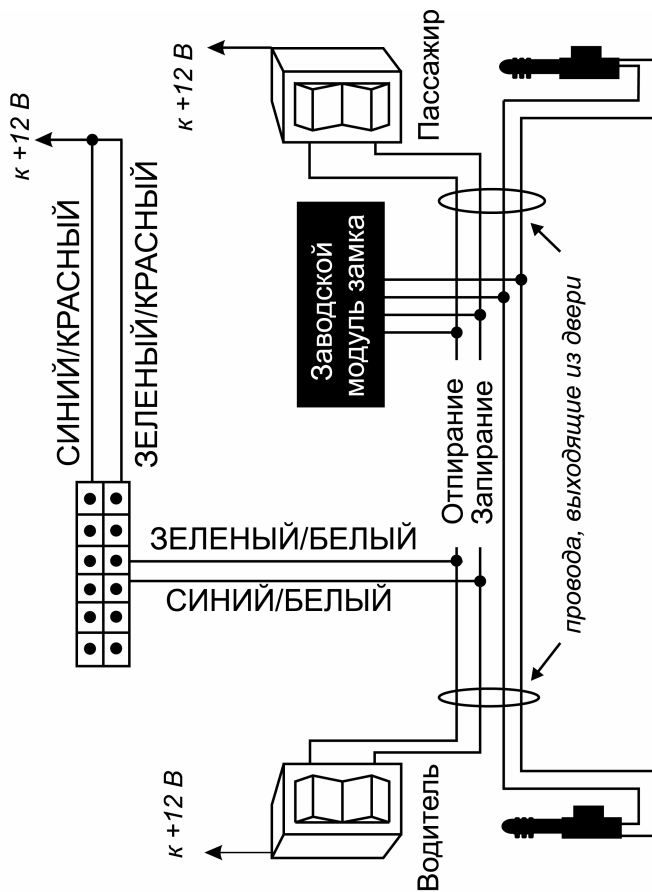 к +12 В
к +12 В
СИНИЙ/КРАСНЫЙ
ЗЕЛЕНЫЙ/КРАСНЫЙ
Пассажир
Заводской
модуль замка
Отпирание
Запирание
ЗЕЛЕНЫЙ/БЕЛЫЙ
СИНИЙ/БЕЛЫЙ
провода, выходящие из двери
к +12 В
Водитель